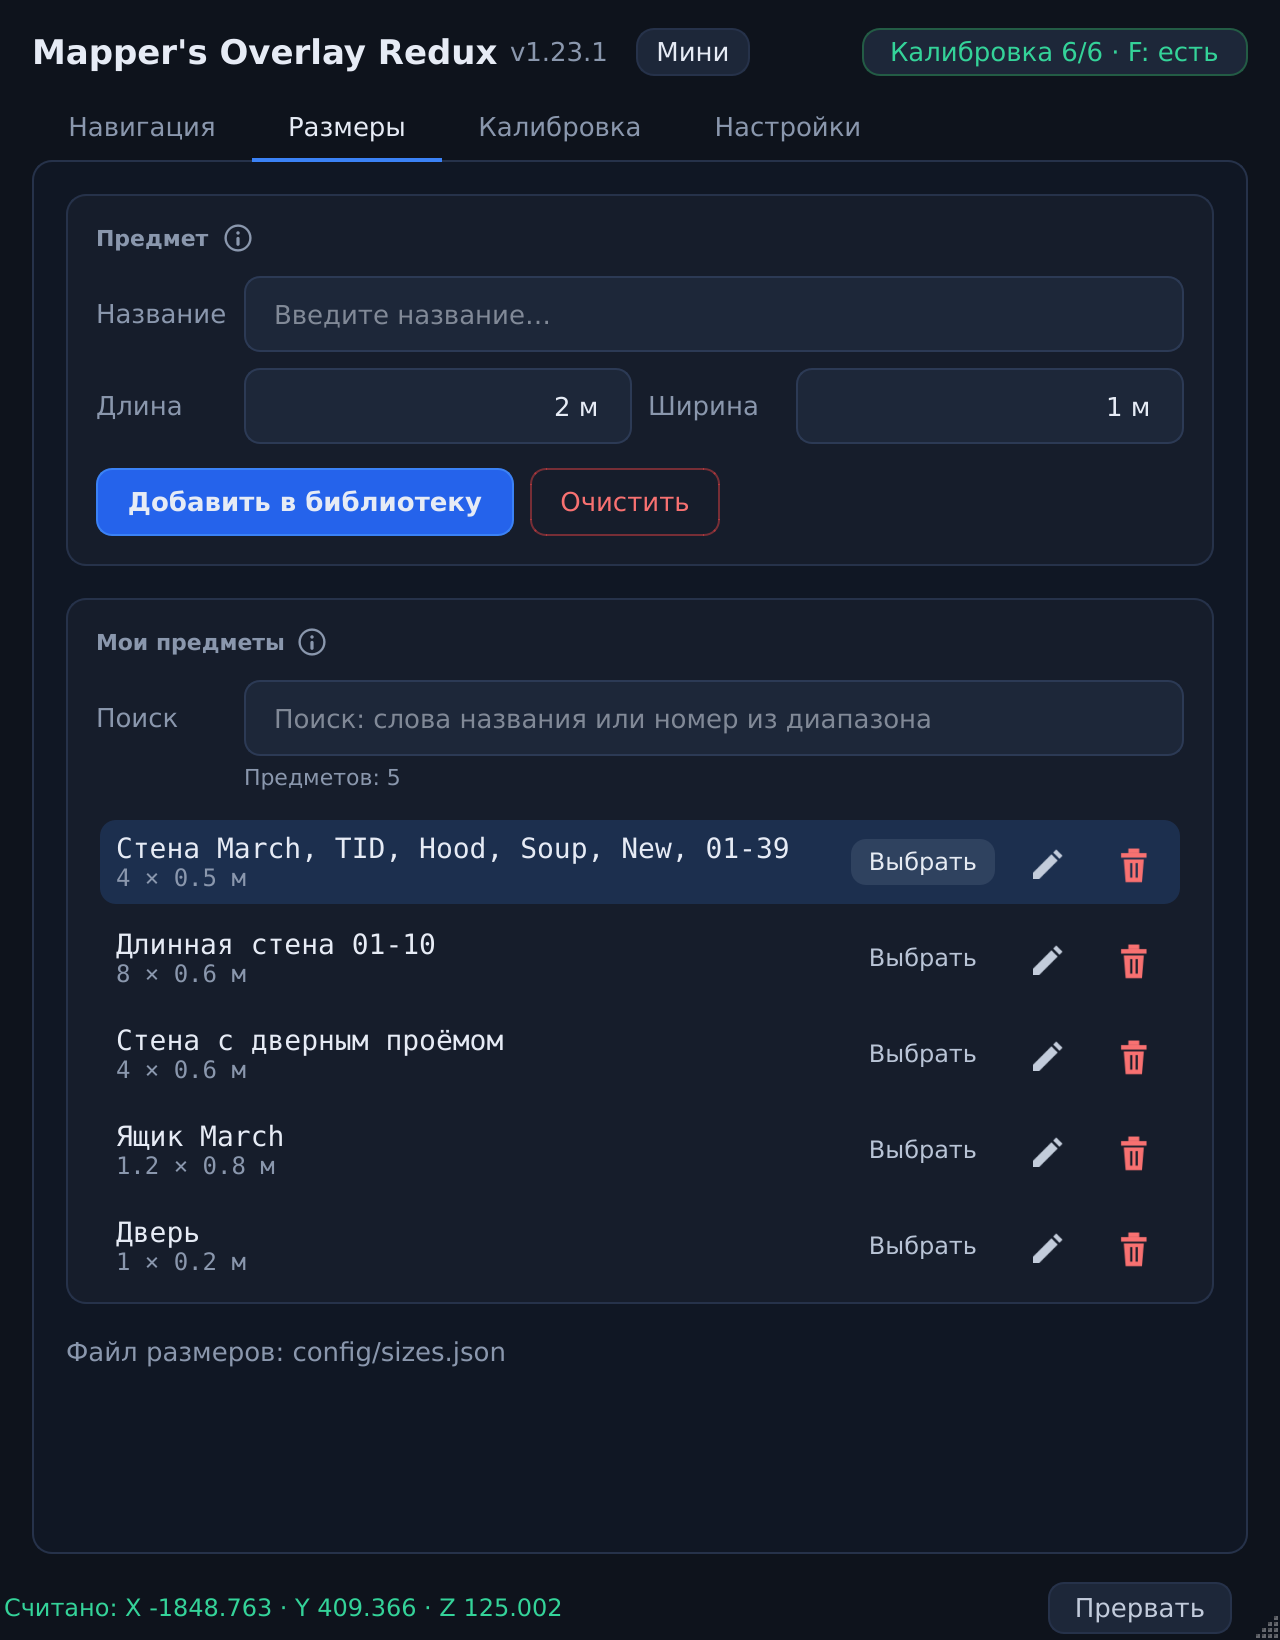 Mapper's Overlay Redux v1.23.1 Мини Калибровка 6/6 · F: есть
Навигация Размеры Калибровка Настройки
Предмет
Название Введите название...
Длина 2 м Ширина 1 м
Добавить в библиотеку Очистить
Мои предметы
Поиск Поиск: слова названия или номер из диапазона
Предметов: 5
Стена March, TID, Hood, Soup, New, 01-39 Выбрать
4 × 0.5 м
Длинная стена 01-10 Выбрать
8 × 0.6 м
Стена с дверным проёмом Выбрать
4 × 0.6 м
Ящик March Выбрать
1.2 × 0.8 м
Дверь Выбрать
1 × 0.2 м
Файл размеров: config/sizes.json
Считано: X -1848.763 · Y 409.366 · Z 125.002 Прервать